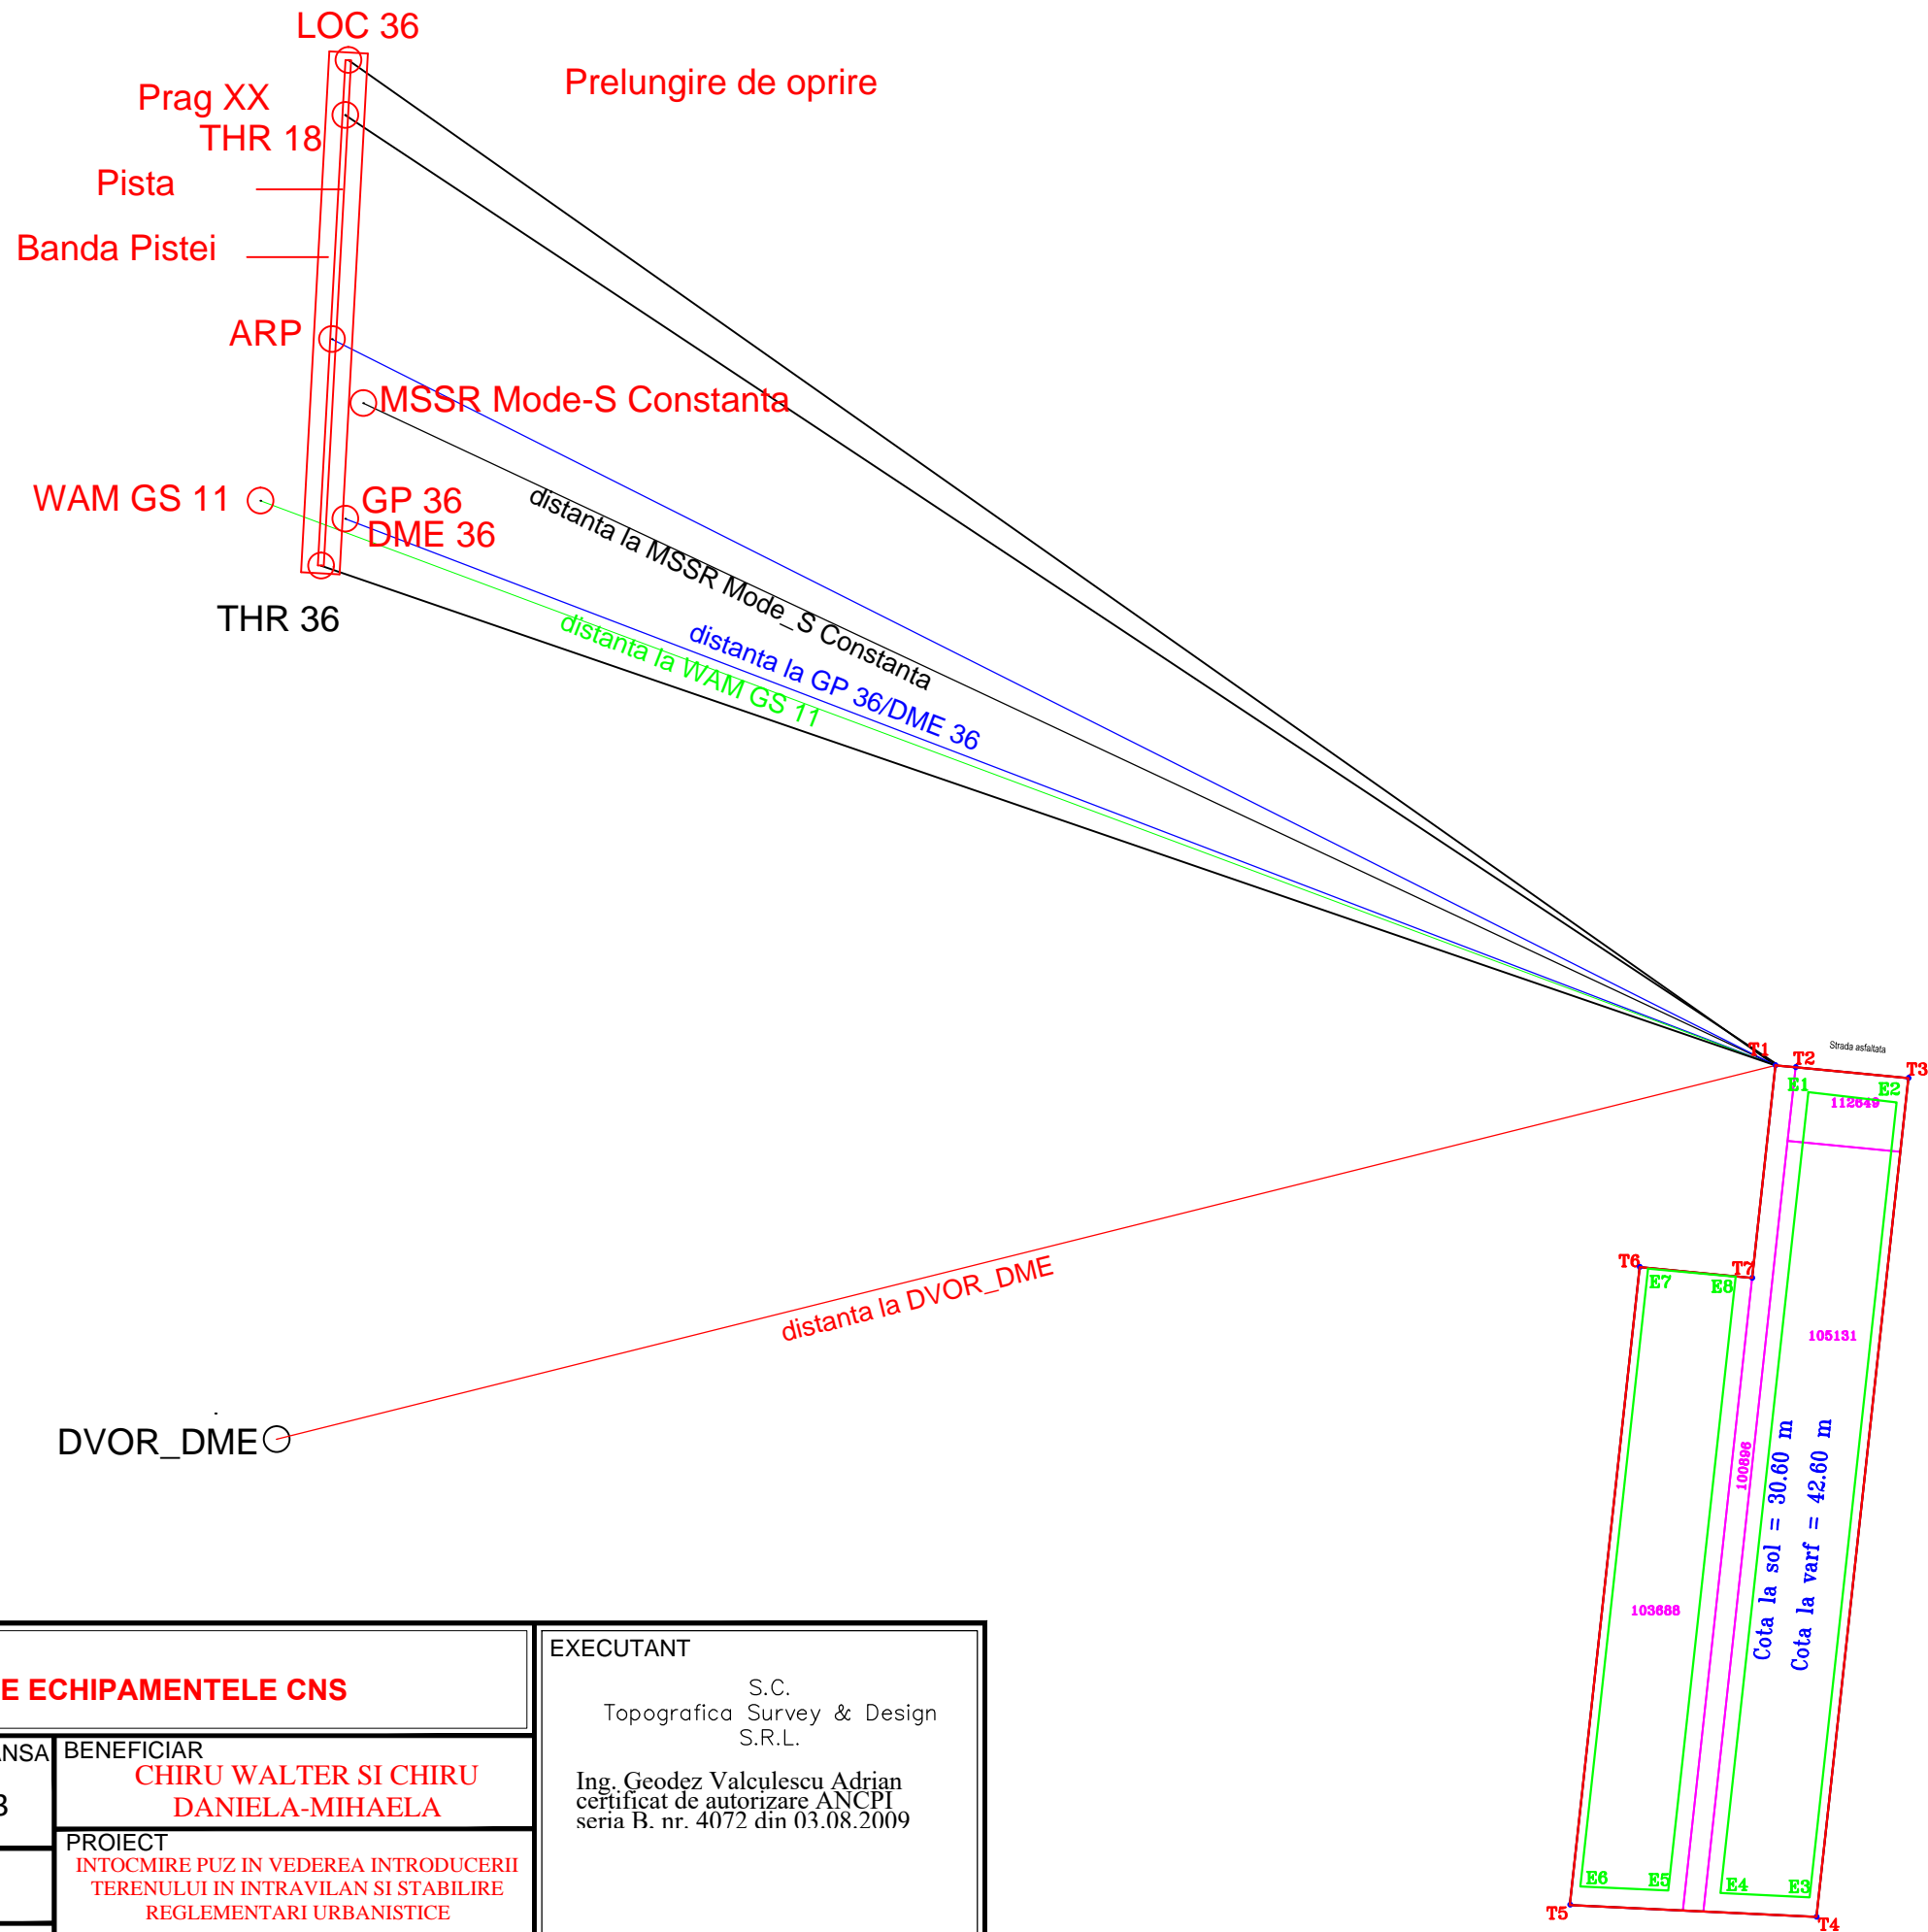 LOC 36
Prelungire de oprire
Prag XX
THR 18
Pista
Banda Pistei
ARP
MSSR Mode-S Constanta
WAM GS 11
GP 36
DME 36
THR 36
distanta la MSSR Mode_S Constanta
distanta la GP 36/DME 36
distanta la WAM GS 11
T1
T2
Strada asfaltata
T3
E1
E2
112649
T6
T7
E7
E8
distanta la DVOR_DME
105131
DVOR_DME
100896
Cota la sol = 30.60 m
Cota la varf = 42.60 m
103688
E6
E5
E4
E3
T5
T4
E ECHIPAMENTELE CNS
EXECUTANT
S.C.
Topografica Survey & Design
S.R.L.
Ing. Geodez Valculescu Adrian
certificat de autorizare ANCPI
seria B. nr. 4072 din 03.08.2009
ANSA
BENEFICIAR
CHIRU WALTER SI CHIRU
DANIELA-MIHAELA
PROIECT
INTOCMIRE PUZ IN VEDEREA INTRODUCERII
TERENULUI IN INTRAVILAN SI STABILIRE
REGLEMENTARI URBANISTICE